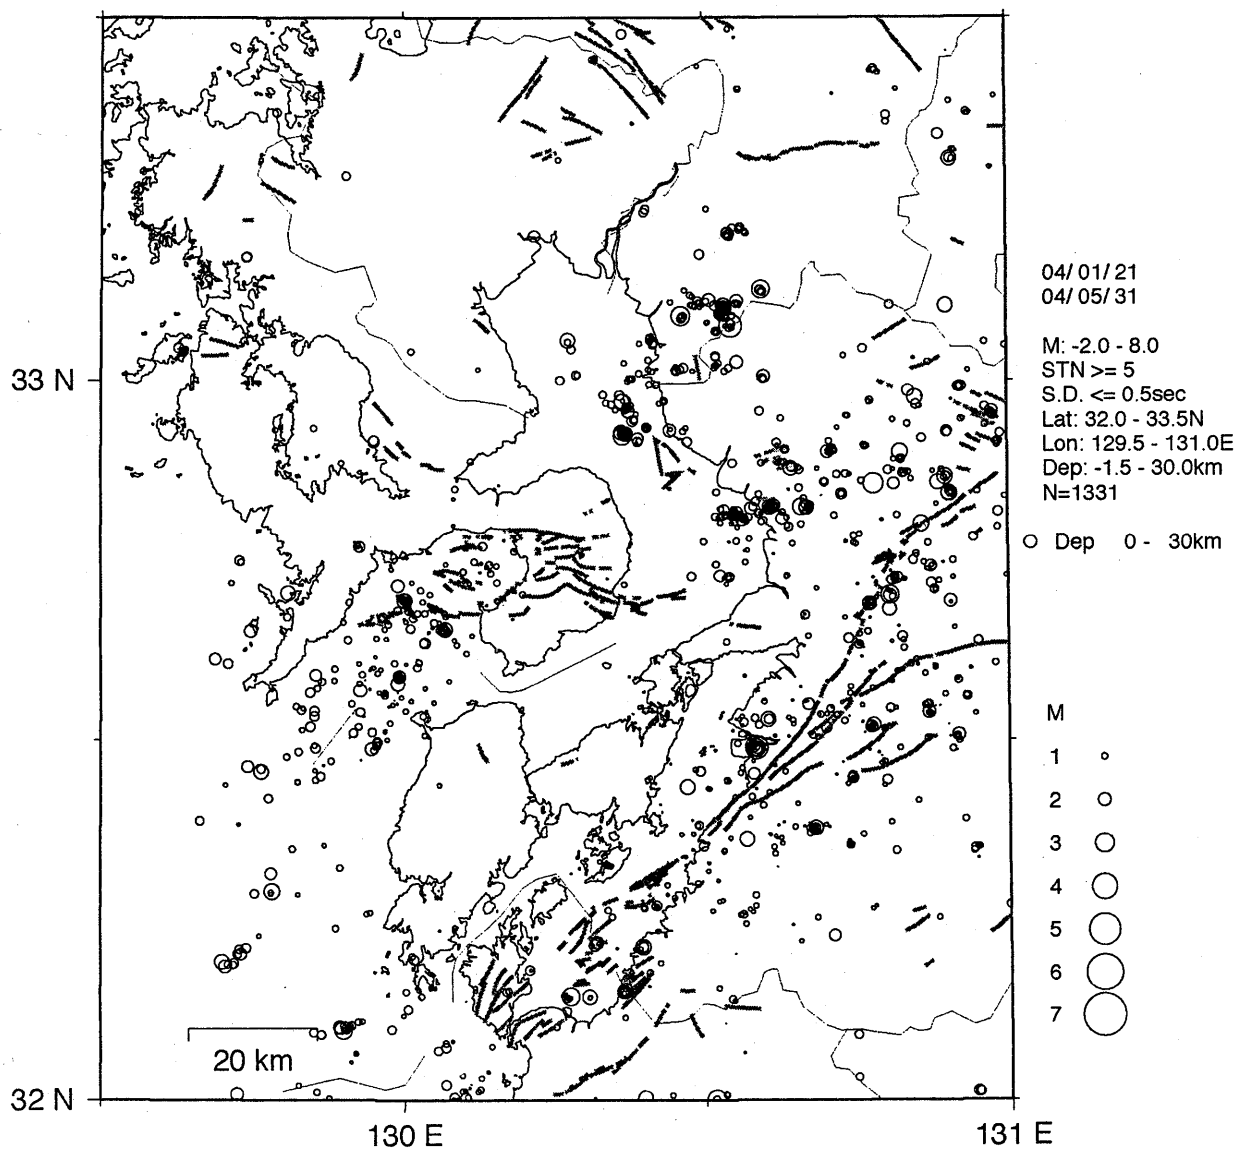 04/ 01/ 21
04/ 05/ 31
M: -2.0 - 8.0
STN >= 5
S.D. <= 0.5sec
Lat: 32.0 - 33.5N
Lon: 129.5 - 131.0E
Dep: -1.5 - 30.0km
N=1331
Dep 0 - 30km
33 N
M
1
2
3
4
5
6
7
20 km
32 N
130 E
131 E